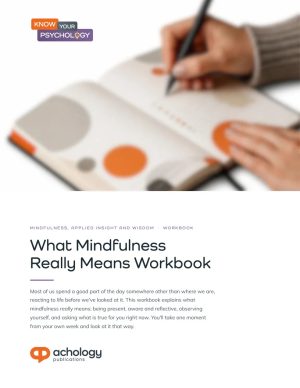 KNOW YOUR
PSYCHOLOGY
MINDFULNESS, APPLIED INSIGHT AND WISDOM WORKBOOK
What Mindfulness
Really Means Workbook
Most of us spend a good part of the day somewhere other than where we are,
reacting to life before we've looked at it. This workbook explains what
mindfulness really means: being present, aware and reflective, observing
yourself, and asking what is true for you right now. You'll take one moment
from your own week and look at it that way.
achology
publications